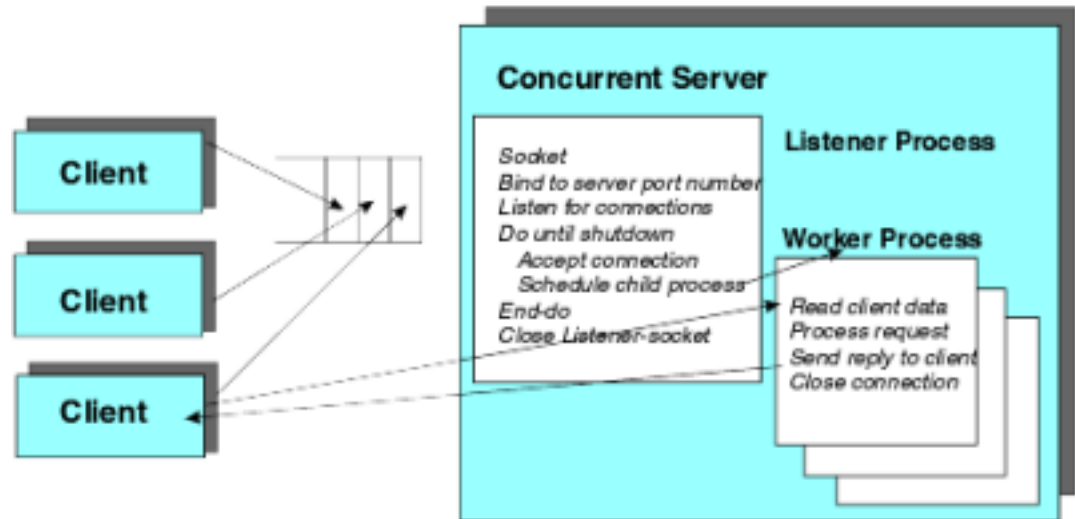 Concurrent Server
Client
Client
Client
Socket
Bind to server port number
Listen for connections
Do until shutdown
Accept connection
Schedule child process
End-do
Close Listener-socket
Listener Process
Worker Process
Read client data
Process request
Send reply to client
Close connection